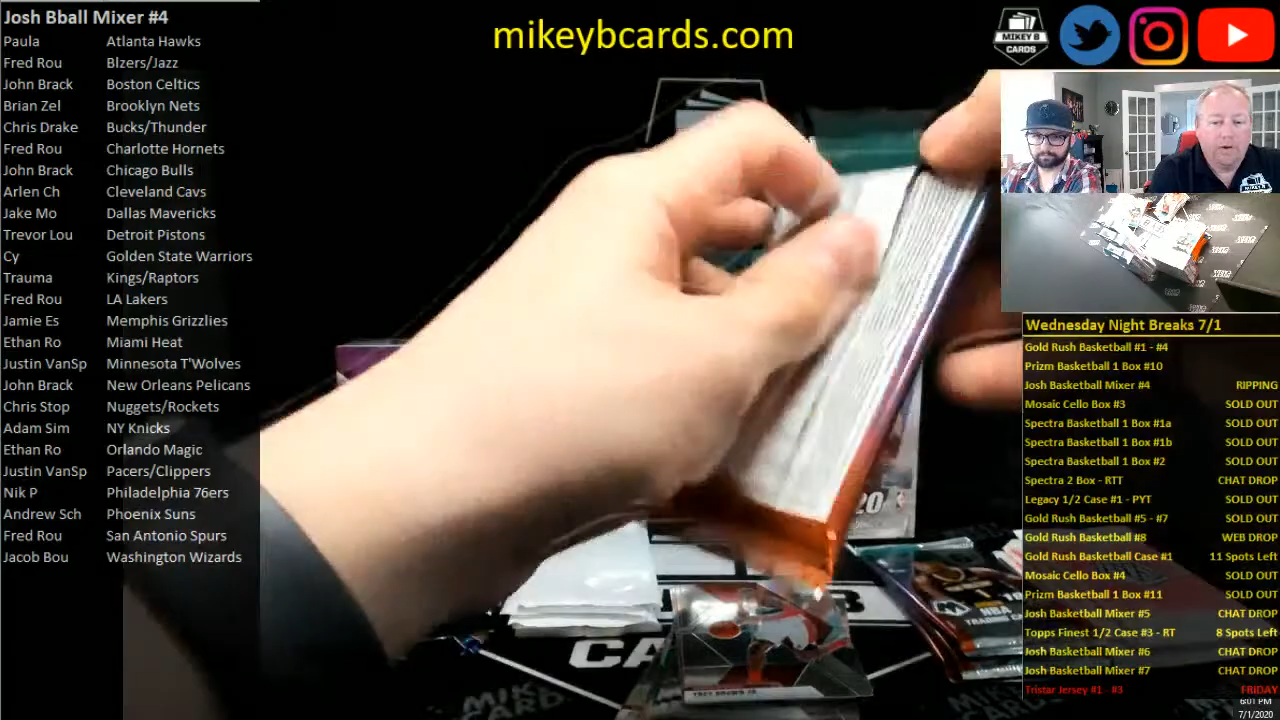 Josh Bball Mixer #4
Paula Atlanta Hawks
Fred Rou Blzers/Jazz
John Brack Boston Celtics
Brian Zel Brooklyn Nets
Chris Drake Bucks/Thunder
Fred Rou Charlotte Hornets
John Brack Chicago Bulls
Arlen Ch Cleveland Cavs
Jake Mo Dallas Mavericks
Trevor Lou Detroit Pistons
Cy Golden State Warriors
Trauma Kings/Raptors
Fred Rou LA Lakers
Jamie Es Memphis Grizzlies
Ethan Ro Miami Heat
Justin VanSp Minnesota T'Wolves
John Brack New Orleans Pelicans
Chris Stop Nuggets/Rockets
Adam Sim NY Knicks
Ethan Ro Orlando Magic
Justin VanSp Pacers/Clippers
Nik P Philadelphia 76ers
Andrew Sch Phoenix Suns
Fred Rou San Antonio Spurs
Jacob Bou Washington Wizards
mikeybcards.com
MIKEY B
CARDS
Wednesday Night Breaks 7/1
Gold Rush Basketball #1 - #4
Prizm Basketball 1 Box #10
Josh Basketball Mixer #4 RIPPING
Mosaic Cello Box #3 SOLD OUT
Spectra Basketball 1 Box #1a SOLD OUT
Spectra Basketball 1 Box #1b SOLD OUT
Spectra Basketball 1 Box #2 SOLD OUT
Spectra 2 Box - RTT CHAT DROP
Legacy 1/2 Case #1 - PYT SOLD OUT
Gold Rush Basketball #5 - #7 SOLD OUT
Gold Rush Basketball #8 WEB DROP
Gold Rush Basketball Case #1 11 Spots Left
Mosaic Cello Box #4 SOLD OUT
Prizm Basketball 1 Box #11 SOLD OUT
Josh Basketball Mixer #5 CHAT DROP
Topps Finest 1/2 Case #3 - RT 8 Spots Left
Josh Basketball Mixer #6 CHAT DROP
Josh Basketball Mixer #7 CHAT DROP
Tristar Jersey #1 - #3 FRIDAY
6:01 PM
7/1/2020
20
CA
TROY BROWN JR.